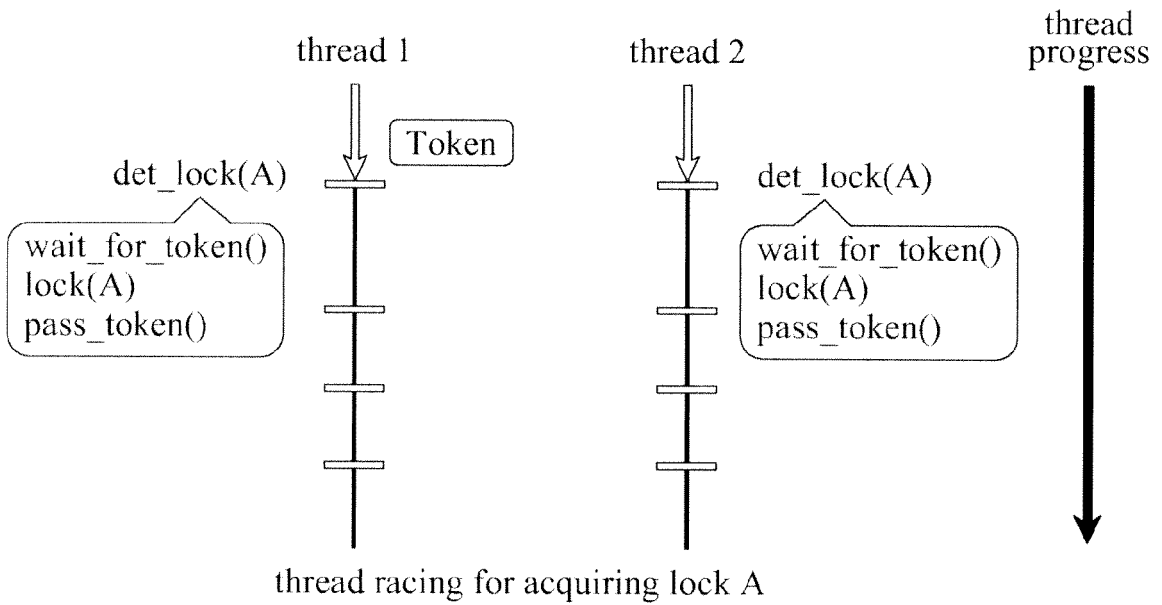 thread 1
thread 2
thread
progress
Token
det_lock(A)
wait_for_token()
lock(A)
pass_token()
det_lock(A)
wait_for_token()
lock(A)
pass_token()
thread racing for acquiring lock A